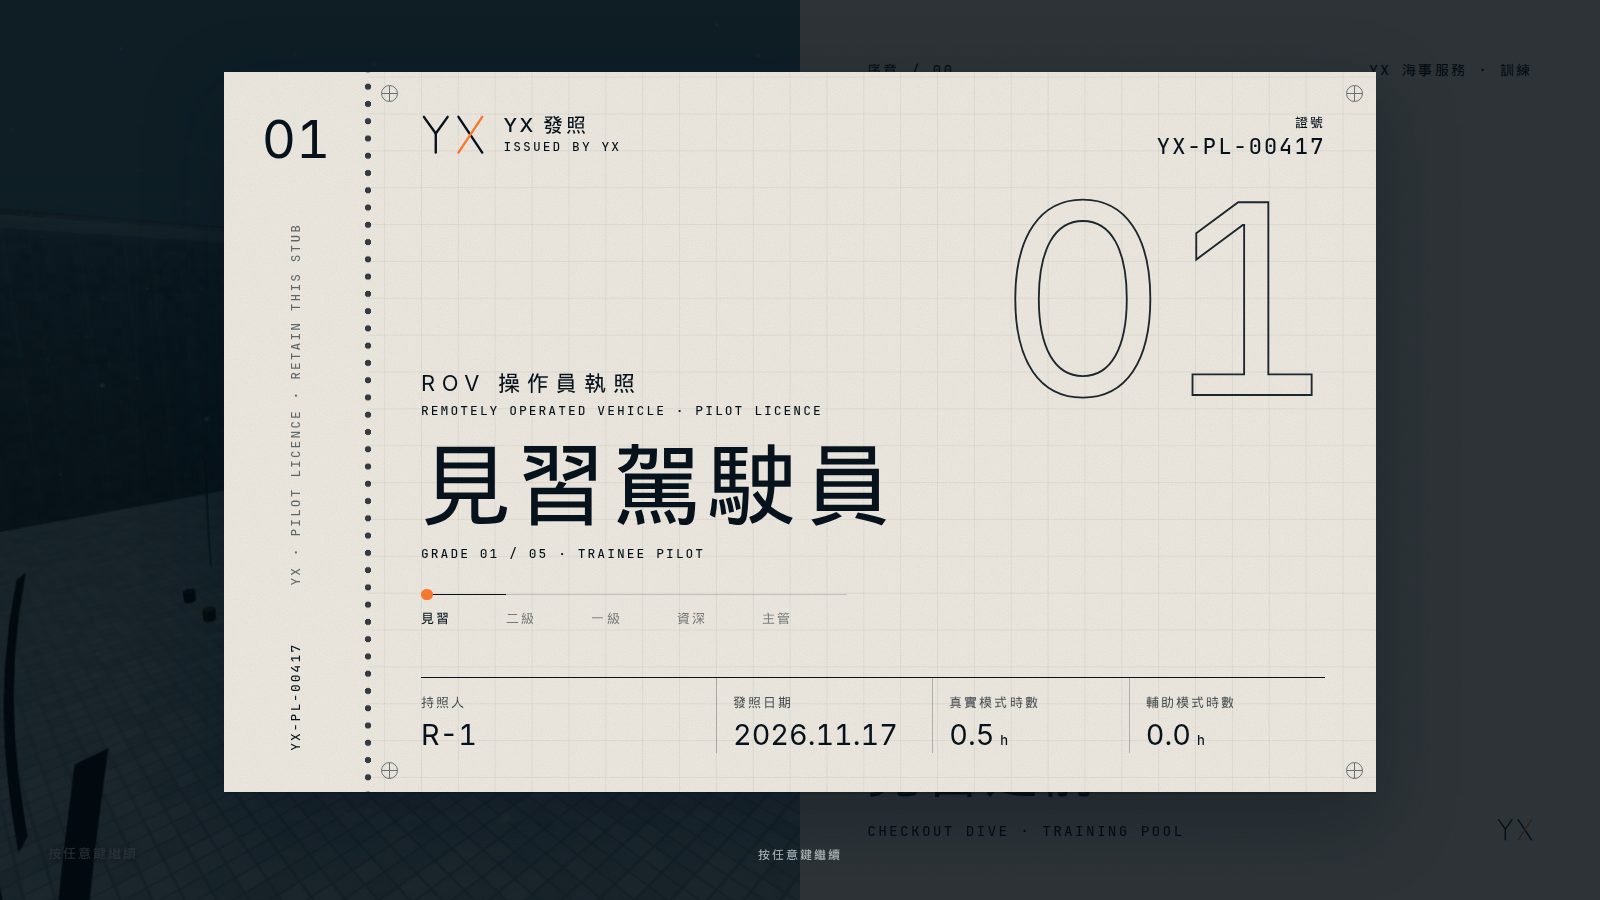 序章 / 00
YX 海事服務 · 訓練
01
YX · PILOT LICENCE · RETAIN THIS STUB
YX-PL-00417
YX
YX 發照
ISSUED BY YX
證號
YX-PL-00417
01
ROV 操作員執照
REMOTELY OPERATED VEHICLE · PILOT LICENCE
見習駕駛員
GRADE 01 / 05 · TRAINEE PILOT
見習 二級 一級 資深 主管
持照人
R-1
發照日期
2026.11.17
真實模式時數
0.5 h
輔助模式時數
0.0 h
CHECKOUT DIVE · TRAINING POOL
YX
按任意鍵繼續
按任意鍵繼續